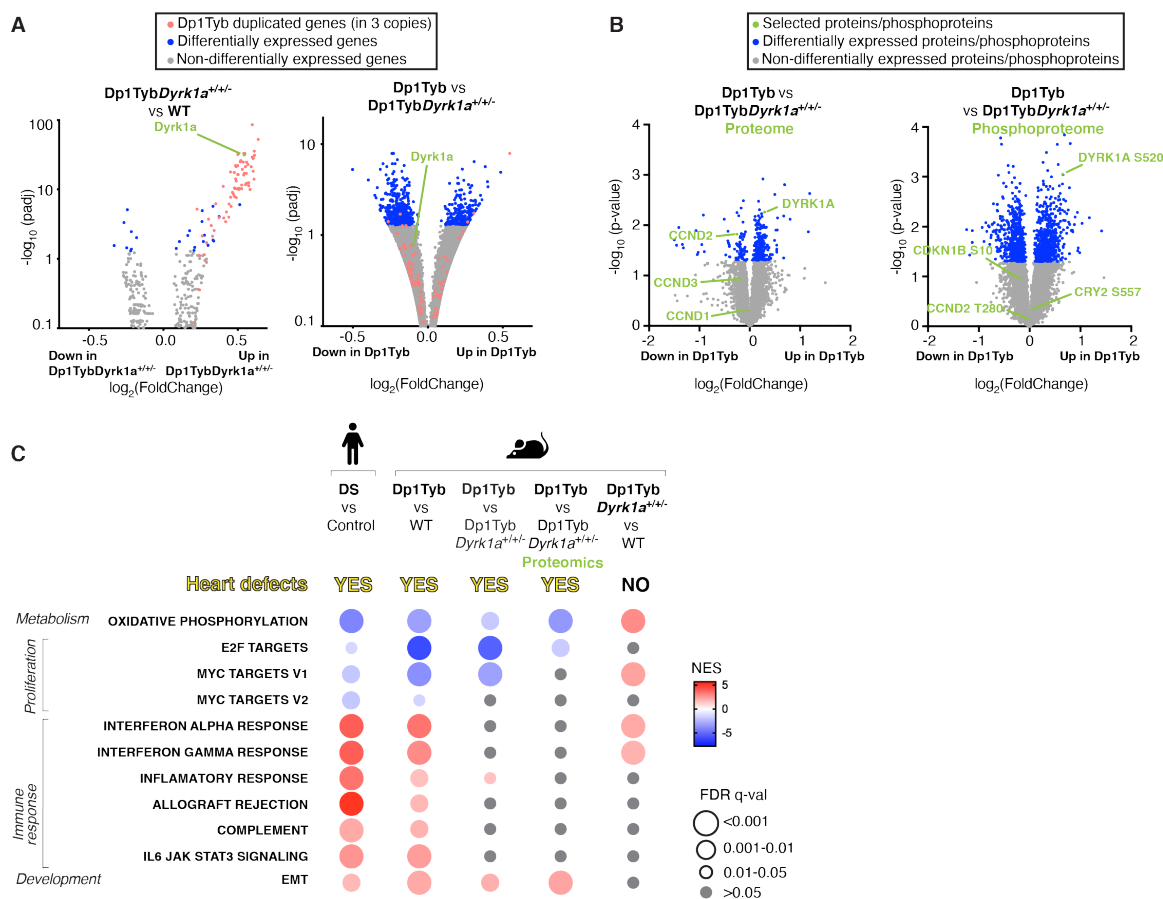 A
Dp1Tyb duplicated genes (in 3 copies)
Differentially expressed genes
Non-differentially expressed genes
Dp1TybDyrk1a+/+/-
vs WT
Dyrk1a
100
10
1
0.1
-log10 (padj)
-0.5
0.0
0.5
Down in
Dp1TybDyrk1a+/+/-
Up in
Dp1TybDyrk1a+/+/-
log2(FoldChange)
Dp1Tyb vs
Dp1TybDyrk1a+/+/-
Dyrk1a
10
1
0.1
-log10 (padj)
-0.5
0.0
0.5
Down in Dp1Tyb
Up in Dp1Tyb
log2(FoldChange)
B
Selected proteins/phosphoproteins
Differentially expressed proteins/phosphoproteins
Non-differentially expressed proteins/phosphoproteins
Dp1Tyb vs
Dp1TybDyrk1a+/+/-
Proteome
4
3
2
1
0
-log10 (p-value)
DYRK1A
CCND2
CCND3
CCND1
-2
-1
0
1
2
Down in Dp1Tyb
Up in Dp1Tyb
log2(FoldChange)
Dp1Tyb
vs Dp1TybDyrk1a+/+/-
Phosphoproteome
4
3
2
1
0
-log10 (p-value)
DYRK1A S520
CDKN1B S10
CRY2 S557
CCND2 T280
-2
-1
0
1
2
Down in Dp1Tyb
Up in Dp1Tyb
log2(FoldChange)
C
DS
vs
Control
Dp1Tyb
vs
WT
Dp1Tyb
vs
Dp1Tyb
Dyrk1a+/+/-
Dp1Tyb
vs
Dp1Tyb
Dyrk1a+/+/-
Proteomics
Dp1Tyb
Dyrk1a+/+/-
vs
WT
Heart defects YES YES YES YES NO
Metabolism OXIDATIVE PHOSPHORYLATION
Proliferation
E2F TARGETS
MYC TARGETS V1
MYC TARGETS V2
Immune
response
INTERFERON ALPHA RESPONSE
INTERFERON GAMMA RESPONSE
INFLAMATORY RESPONSE
ALLOGRAFT REJECTION
COMPLEMENT
IL6 JAK STAT3 SIGNALING
Development EMT
NES
5
0
-5
FDR q-val
<0.001
0.001-0.01
0.01-0.05
>0.05